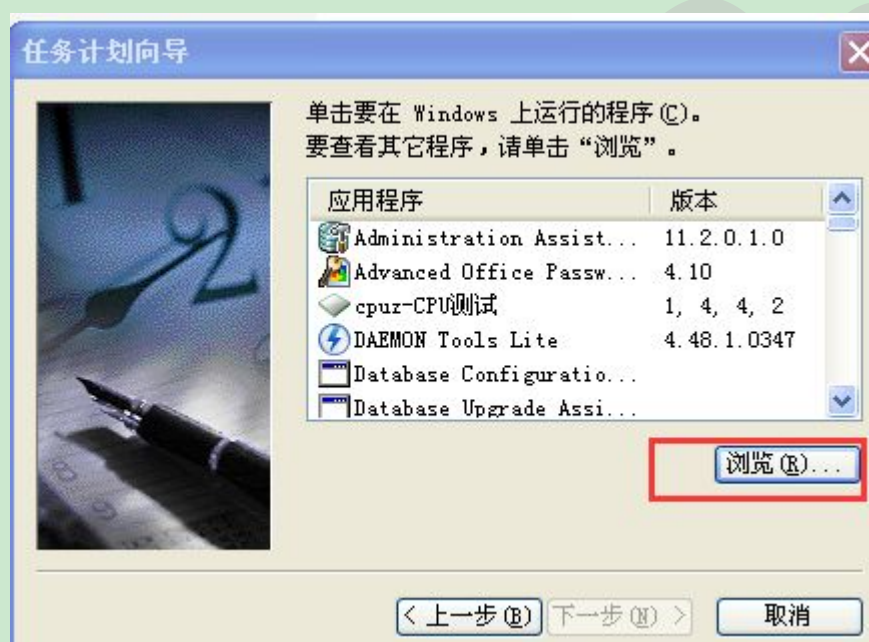 任务计划向导
单击要在 Windows 上运行的程序(C)。
要查看其它程序，请单击“浏览”。
应用程序 版本
Administration Assist... 11.2.0.1.0
Advanced Office Passw... 4.10
cpuz-CPU测试 1, 4, 4, 2
DAEMON Tools Lite 4.48.1.0347
Database Configuratio...
Database Upgrade Assi...
浏览(R)...
< 上一步(B) 下一步(N) > 取消